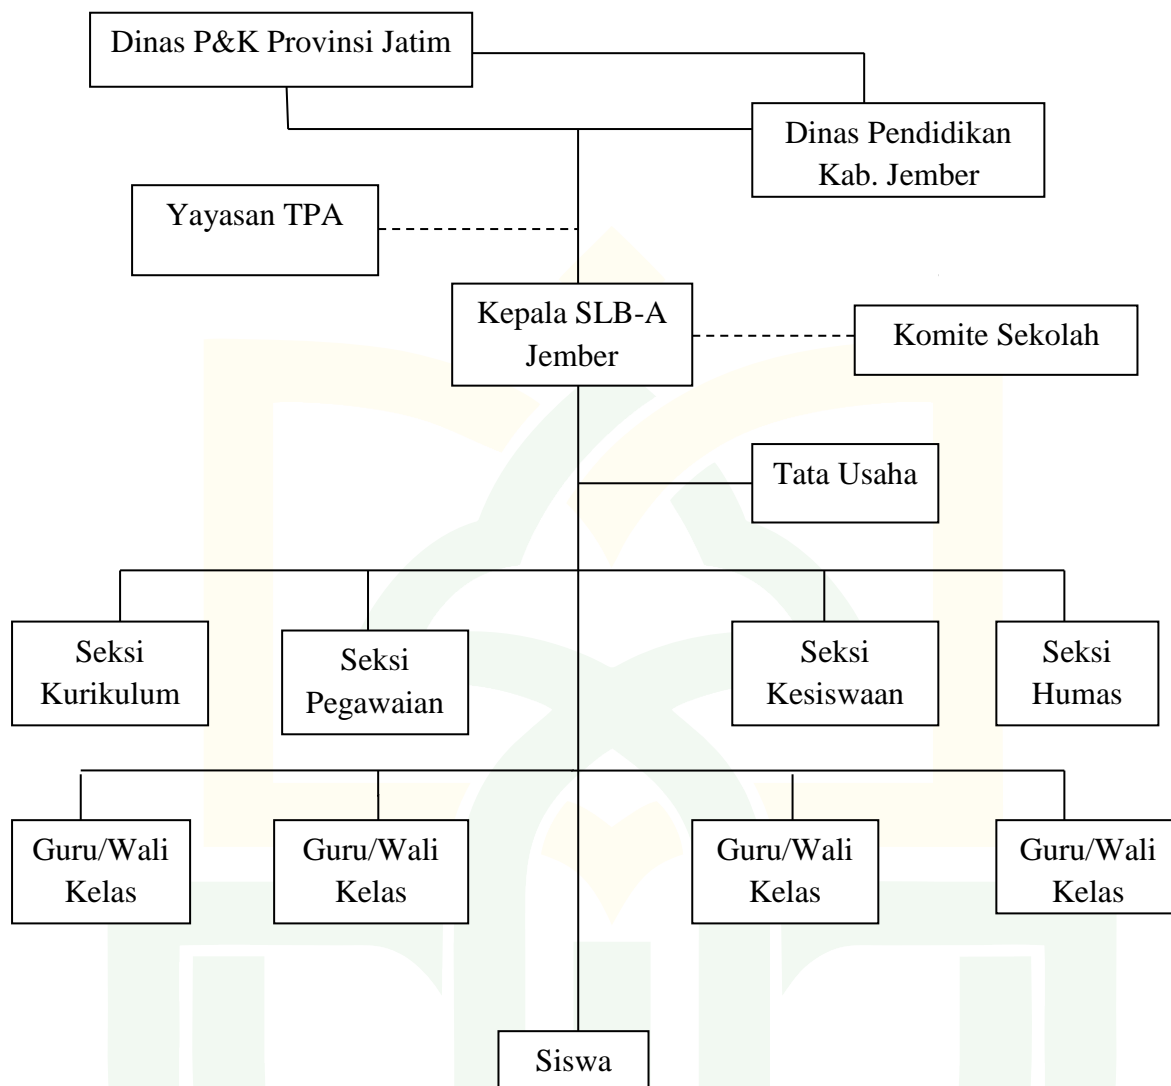 Dinas P&K Provinsi Jatim
Dinas Pendidikan
Kab. Jember
Yayasan TPA
Kepala SLB-A
Jember
Komite Sekolah
Tata Usaha
Seksi
Kurikulum
Seksi
Pegawaian
Seksi
Kesiswaan
Seksi
Humas
Guru/Wali
Kelas
Guru/Wali
Kelas
Guru/Wali
Kelas
Guru/Wali
Kelas
Siswa